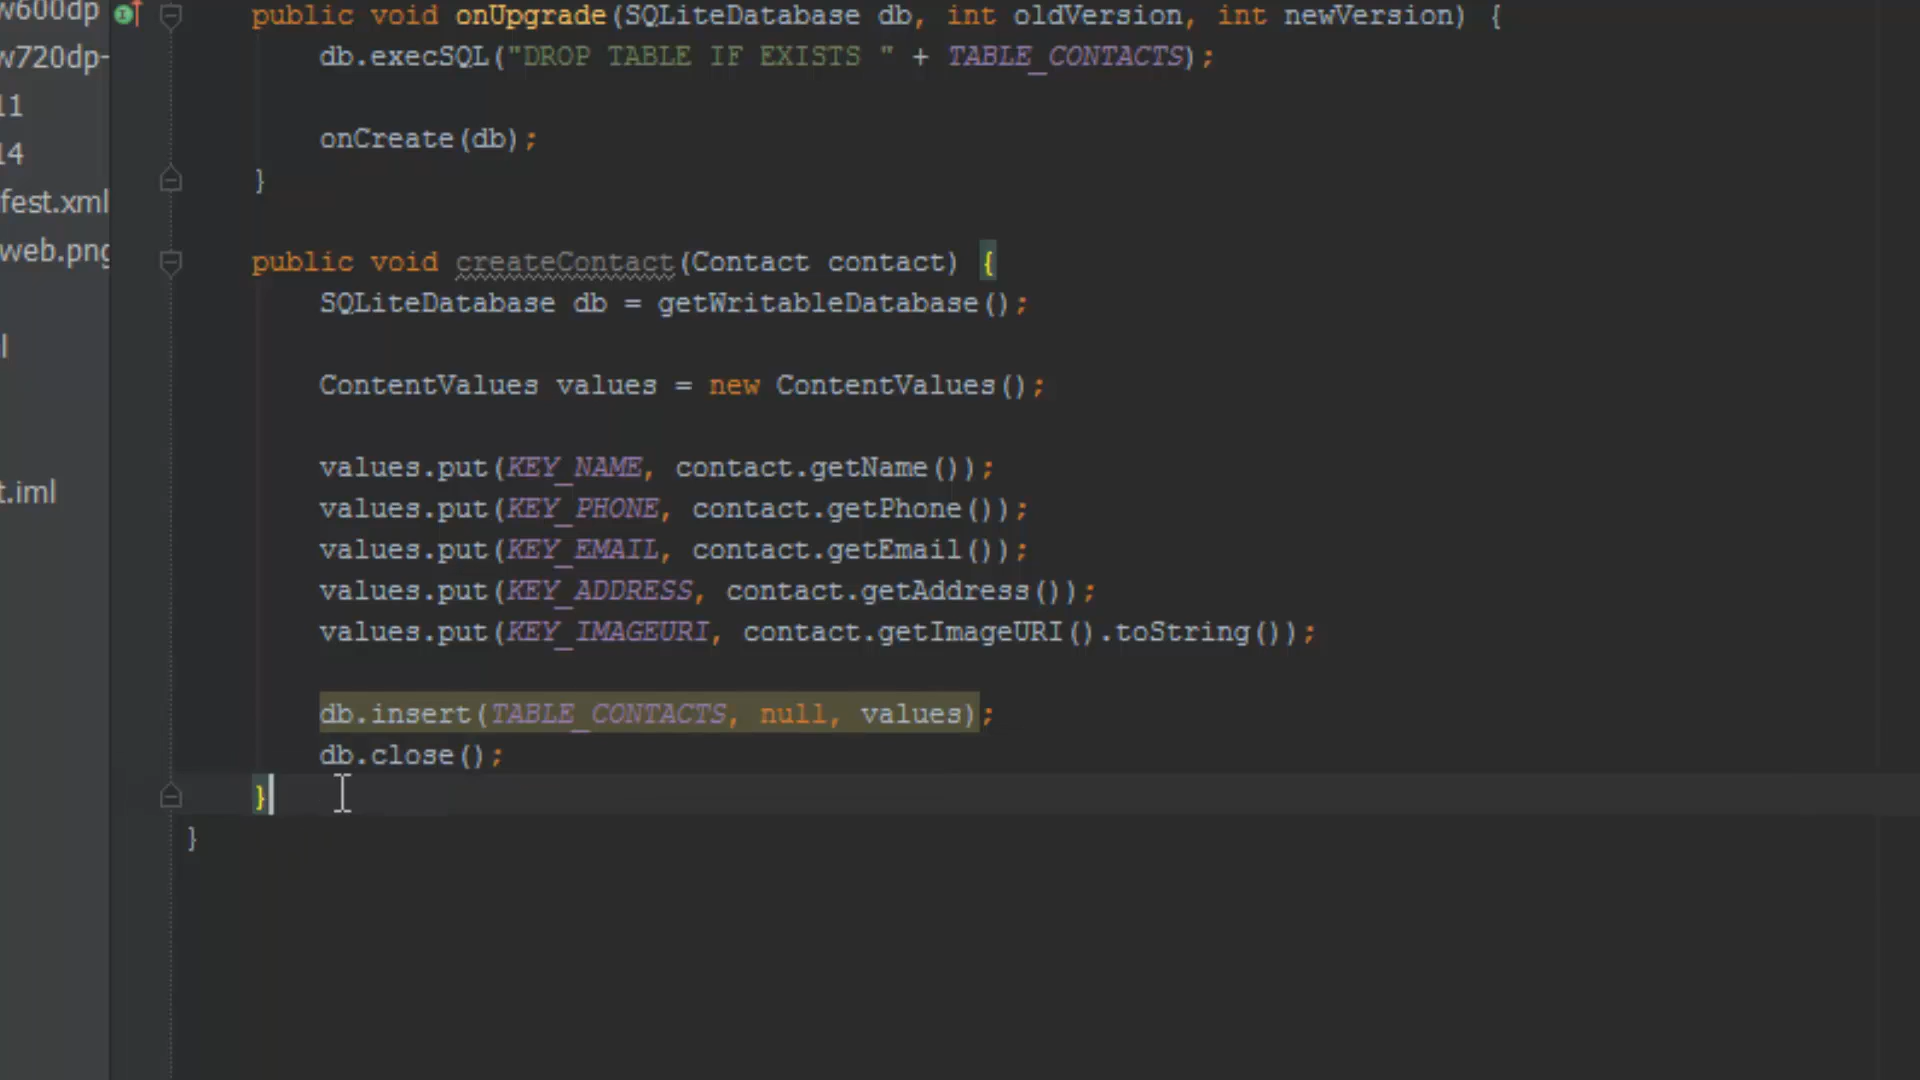 w600dp
public void onUpgrade(SQLiteDatabase db, int oldVersion, int newVersion) {
w720dp-
db.execSQL("DROP TABLE IF EXISTS " + TABLE_CONTACTS);
11
onCreate(db);
14
}
fest.xml
web.png
public void createContact(Contact contact) {
SQLiteDatabase db = getWritableDatabase();
l
ContentValues values = new ContentValues();
values.put(KEY_NAME, contact.getName());
t.iml
values.put(KEY_PHONE, contact.getPhone());
values.put(KEY_EMAIL, contact.getEmail());
values.put(KEY_ADDRESS, contact.getAddress());
values.put(KEY_IMAGEURI, contact.getImageURI().toString());
db.insert(TABLE_CONTACTS, null, values);
db.close();
}
}